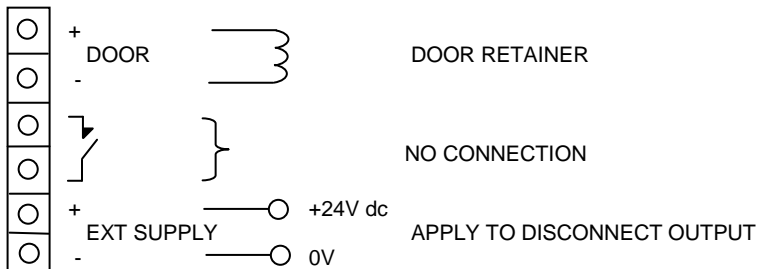 +
DOOR DOOR RETAINER
-
NO CONNECTION
+ +24V dc
EXT SUPPLY APPLY TO DISCONNECT OUTPUT
- 0V